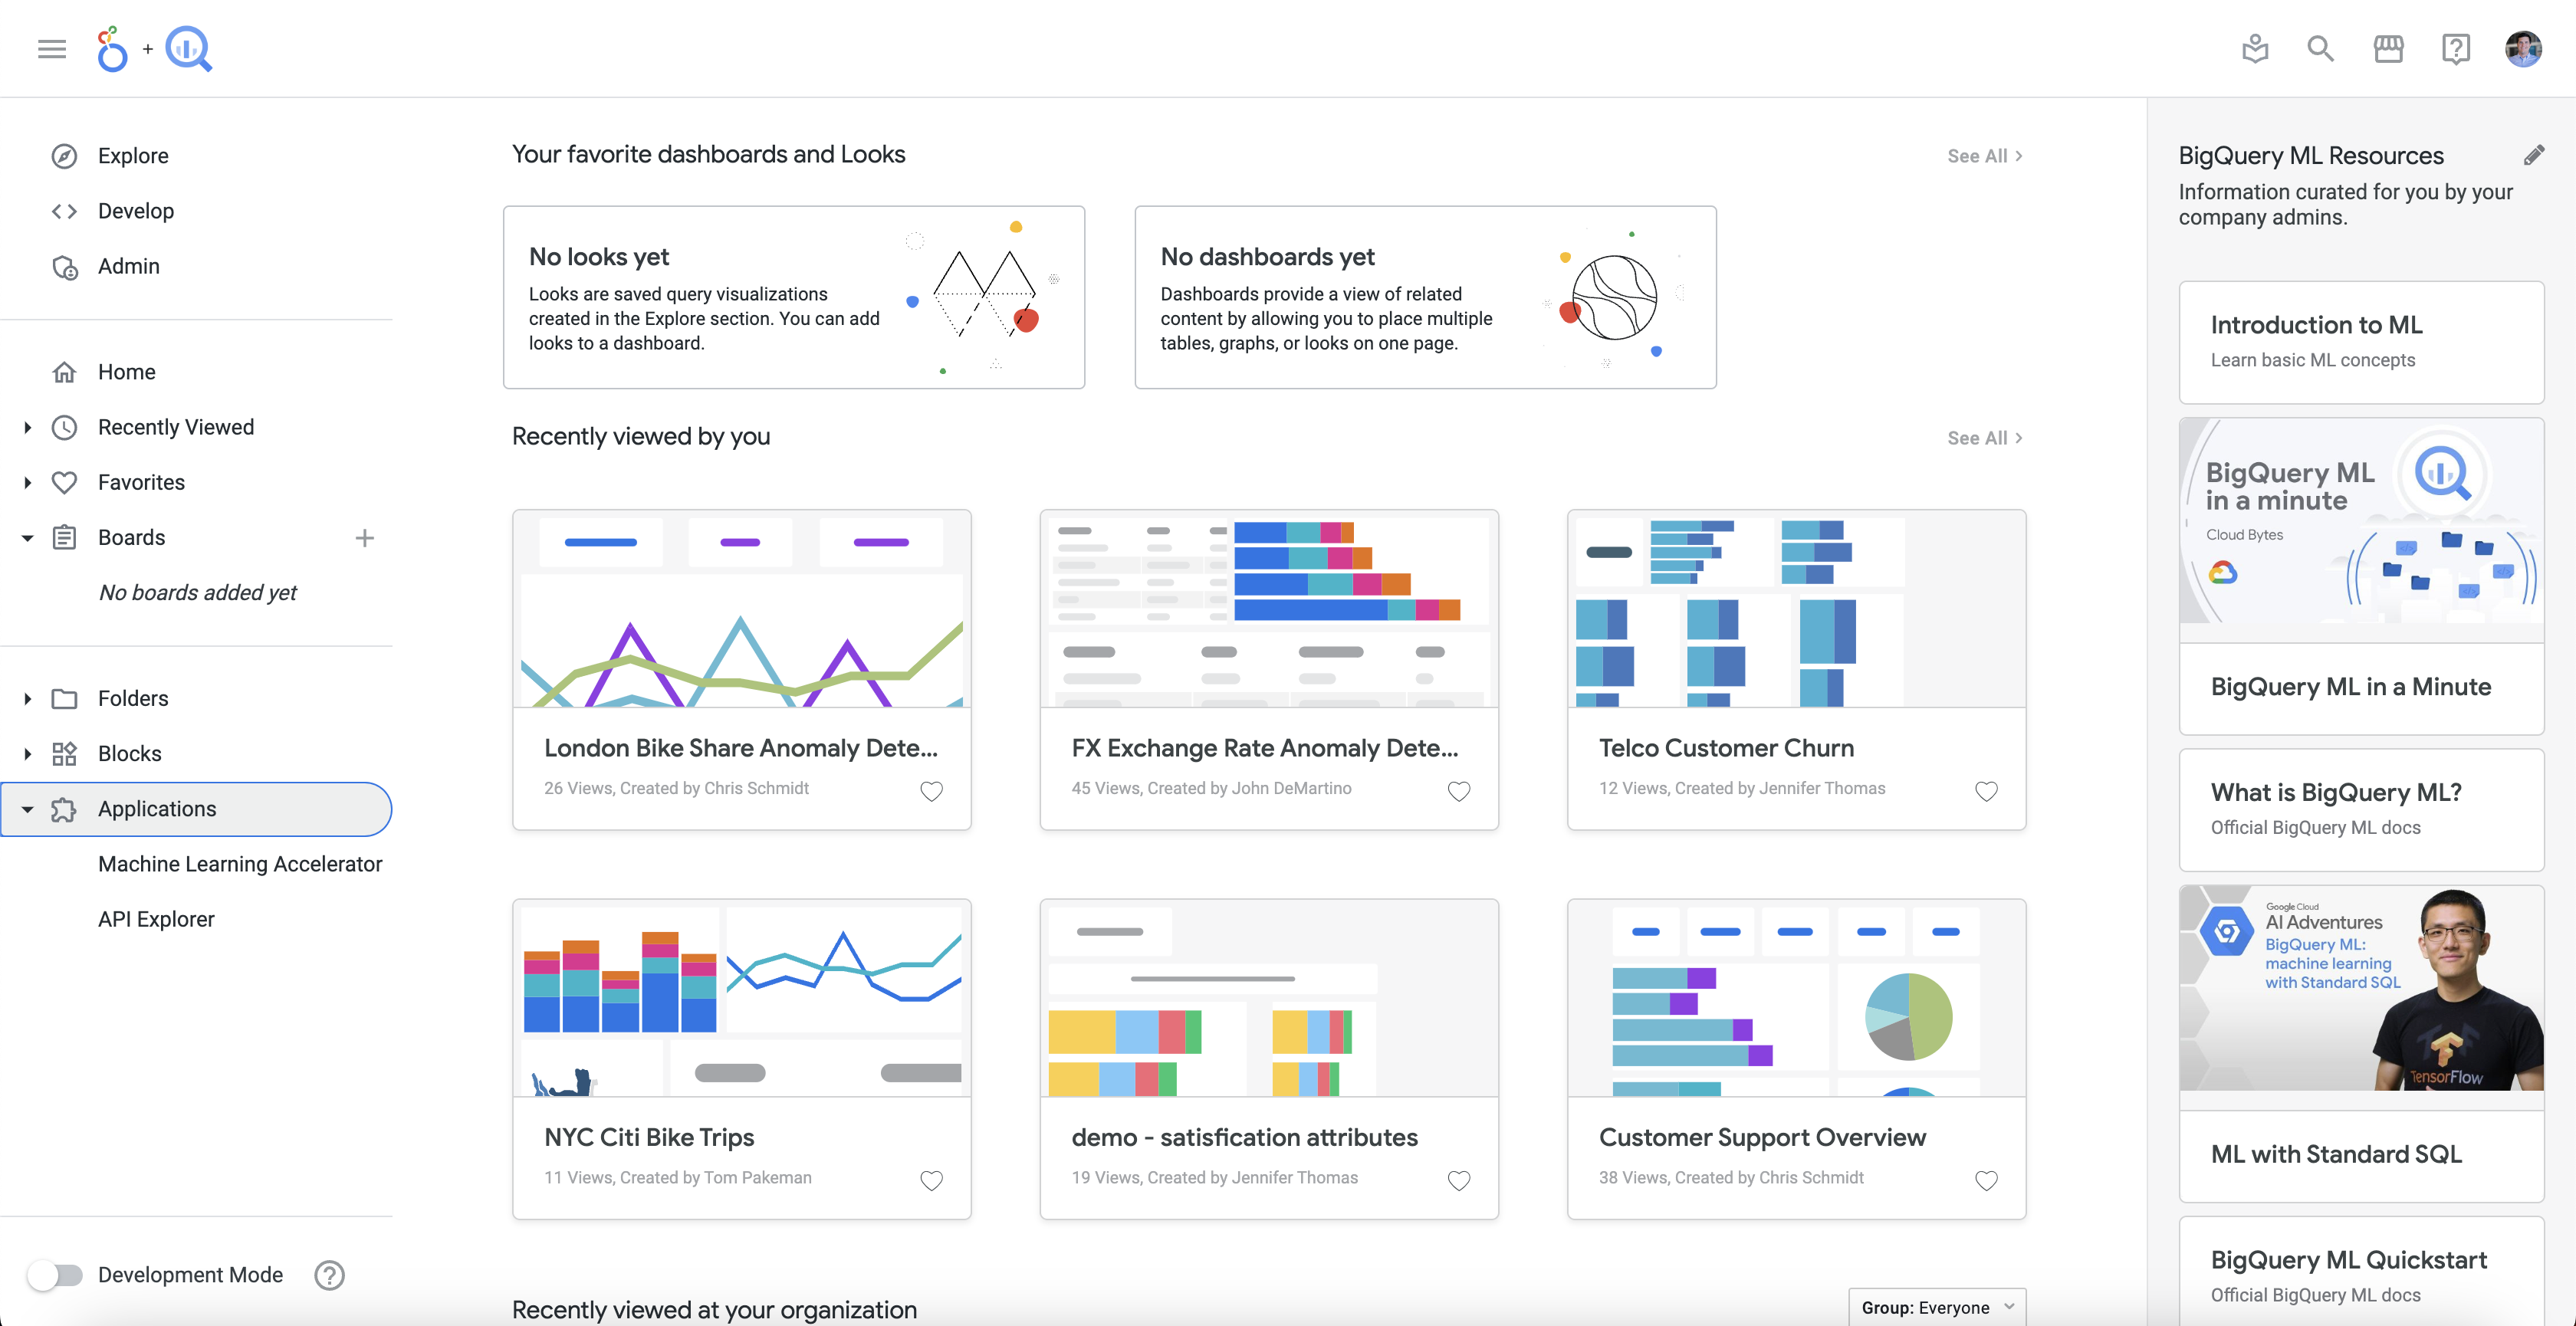 +
Explore
Develop
Admin
Home
Recently Viewed
Favorites
Boards
No boards added yet
Folders
Blocks
Applications
Machine Learning Accelerator
API Explorer
Development Mode
Your favorite dashboards and Looks
See All
No looks yet
Looks are saved query visualizations
created in the Explore section. You can add
looks to a dashboard.
No dashboards yet
Dashboards provide a view of related
content by allowing you to place multiple
tables, graphs, or looks on one page.
Recently viewed by you
See All
London Bike Share Anomaly Dete...
26 Views, Created by Chris Schmidt
FX Exchange Rate Anomaly Dete...
45 Views, Created by John DeMartino
Telco Customer Churn
12 Views, Created by Jennifer Thomas
NYC Citi Bike Trips
11 Views, Created by Tom Pakeman
demo - satisfication attributes
19 Views, Created by Jennifer Thomas
Customer Support Overview
38 Views, Created by Chris Schmidt
Recently viewed at your organization
Group: Everyone
BigQuery ML Resources
Information curated for you by your
company admins.
Introduction to ML
Learn basic ML concepts
BigQuery ML
in a minute
Cloud Bytes
BigQuery ML in a Minute
What is BigQuery ML?
Official BigQuery ML docs
Google Cloud
AI Adventures
BigQuery ML:
machine learning
with Standard SQL
TensorFlow
ML with Standard SQL
BigQuery ML Quickstart
Official BigQuery ML docs